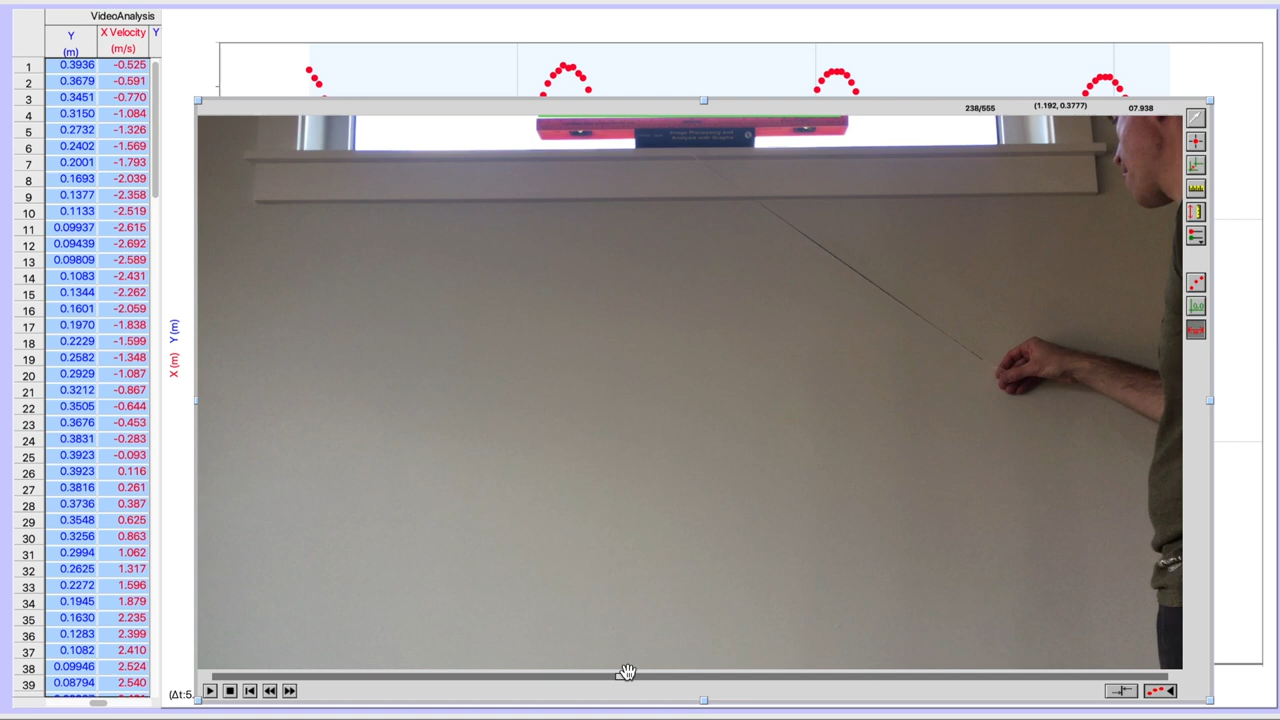 VideoAnalysis
Y X Velocity Y
(m) (m/s)
1 0.3936 -0.525
2 0.3679 -0.591
3 0.3451 -0.770
4 0.3150 -1.084
5 0.2732 -1.326
6 0.2402 -1.569
7 0.2001 -1.793
8 0.1693 -2.039
9 0.1377 -2.358
10 0.1133 -2.519
11 0.09937 -2.615
12 0.09439 -2.692
13 0.09809 -2.589
14 0.1083 -2.431
15 0.1344 -2.262
16 0.1601 -2.059
17 0.1970 -1.838
18 0.2229 -1.599
19 0.2582 -1.348
20 0.2929 -1.087
21 0.3212 -0.867
22 0.3505 -0.644
23 0.3676 -0.453
24 0.3831 -0.283
25 0.3923 -0.093
26 0.3923 0.116
27 0.3816 0.261
28 0.3736 0.387
29 0.3548 0.625
30 0.3256 0.863
31 0.2994 1.062
32 0.2625 1.317
33 0.2272 1.596
34 0.1945 1.879
35 0.1630 2.235
36 0.1283 2.399
37 0.1082 2.410
38 0.09946 2.524
39 0.08794 2.540
X (m) Y (m)
(Δt:5.
238/555 (1.192, 0.3777) 07.938
Image Processing and
Analysis with Graphs